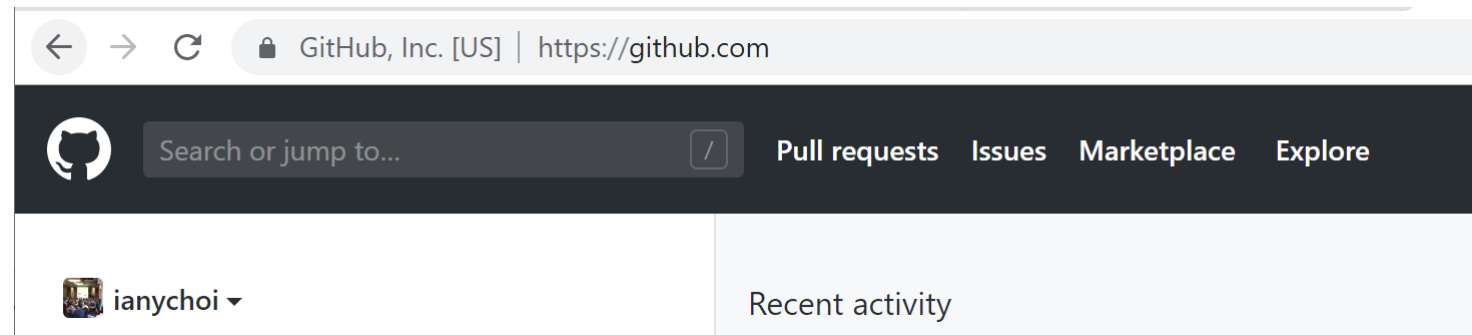 GitHub, Inc. [US] | https://github.com
Search or jump to... / Pull requests Issues Marketplace Explore
ianychoi
Recent activity